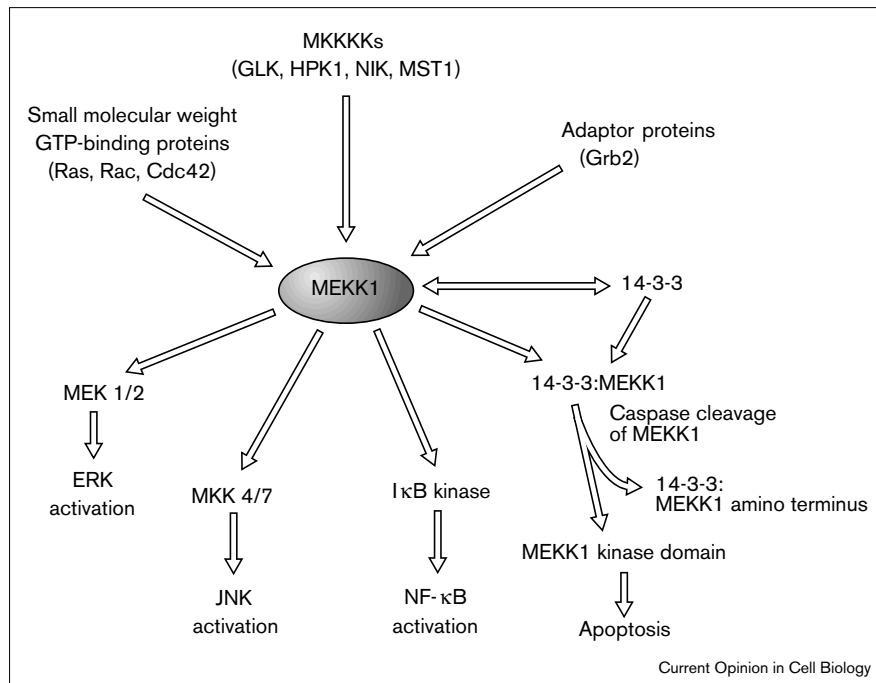 MKKKKs
(GLK, HPK1, NIK, MST1)
Small molecular weight
GTP-binding proteins
(Ras, Rac, Cdc42)
Adaptor proteins
(Grb2)
MEKK1
14-3-3
MEK 1/2
14-3-3:MEKK1
Caspase cleavage
of MEKK1
ERK
activation
MKK 4/7
IκB kinase
14-3-3:
MEKK1 amino terminus
MEKK1 kinase domain
JNK
activation
NF-κB
activation
Apoptosis
Current Opinion in Cell Biology